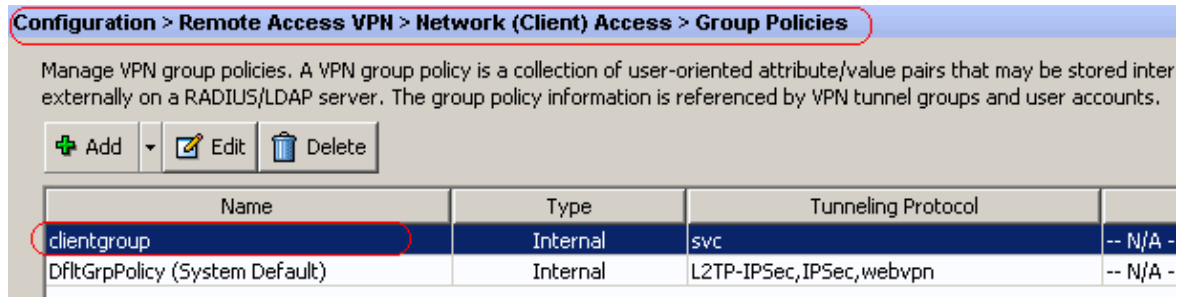 Configuration > Remote Access VPN > Network (Client) Access > Group Policies
Manage VPN group policies. A VPN group policy is a collection of user-oriented attribute/value pairs that may be stored inter
externally on a RADIUS/LDAP server. The group policy information is referenced by VPN tunnel groups and user accounts.
Add Edit Delete
Name Type Tunneling Protocol
clientgroup Internal svc -- N/A -
DfltGrpPolicy (System Default) Internal L2TP-IPSec,IPSec,webvpn -- N/A -